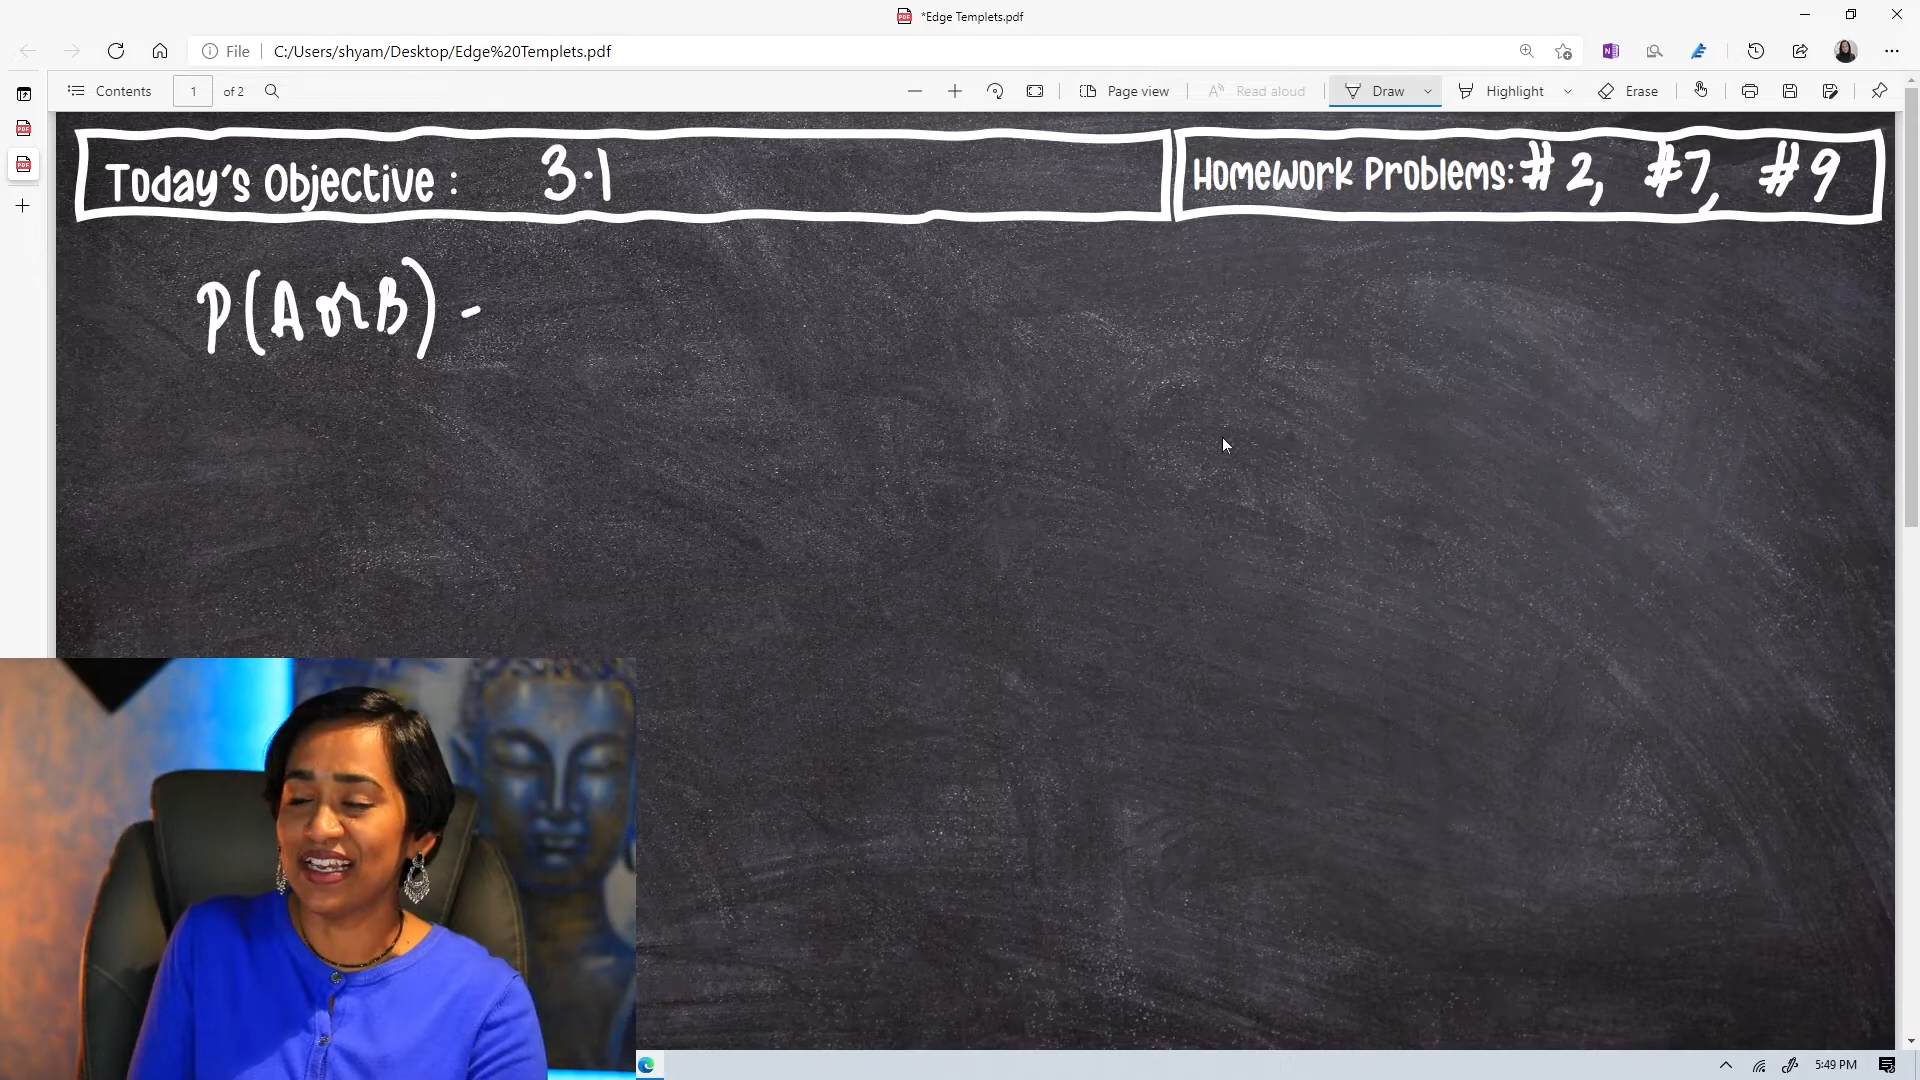 *Edge Templets.pdf
File C:/Users/shyam/Desktop/Edge%20Templets.pdf
Contents 1 of 2 Page view Read aloud Draw Highlight Erase
Today's Objective : 3.1
Homework Problems: #2, #7, #9
P(A or B) -
5:49 PM